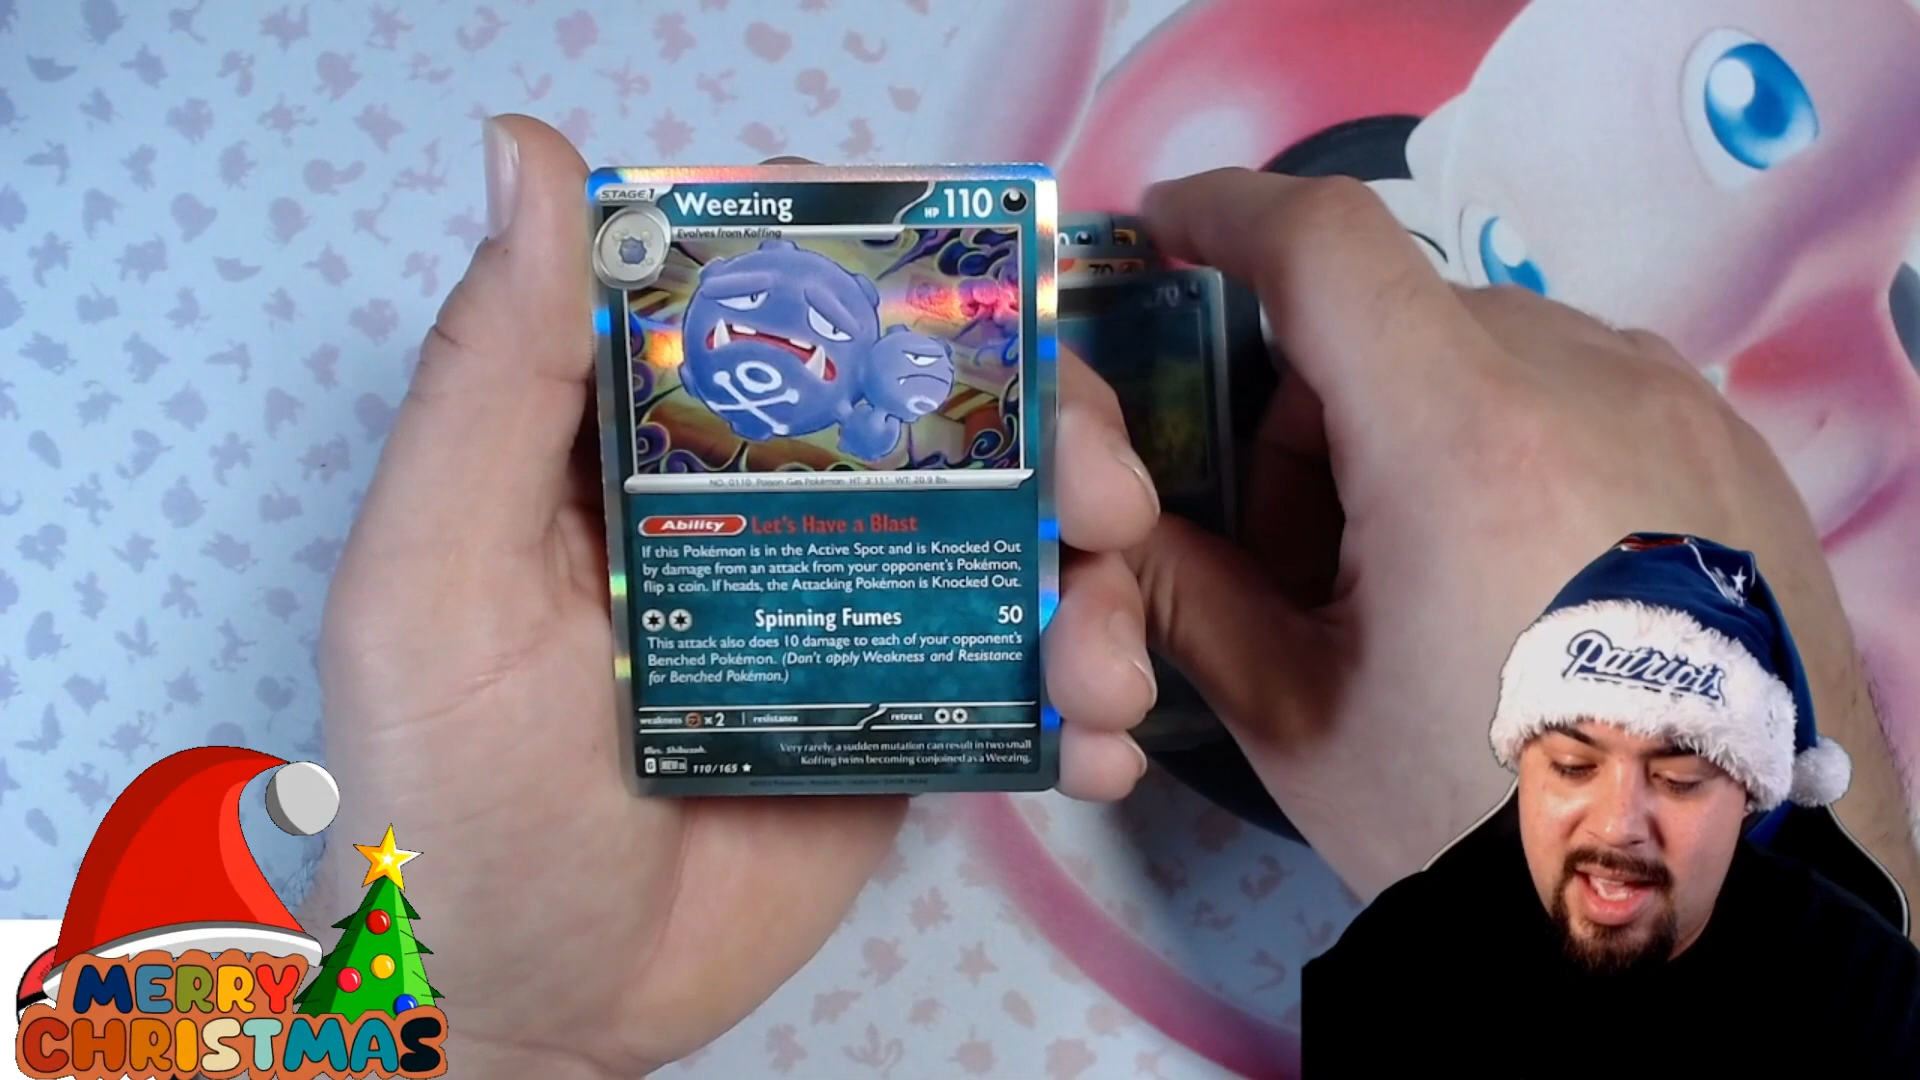 STAGE 1
Weezing
HP 110
Evolves from Koffing
70
70
NO. 0110 Poison Gas Pokémon HT: 3'11" WT: 20.9 lbs.
Ability Let's Have a Blast
If this Pokémon is in the Active Spot and is Knocked Out
by damage from an attack from your opponent's Pokémon,
flip a coin. If heads, the Attacking Pokémon is Knocked Out.
Spinning Fumes 50
This attack also does 10 damage to each of your opponent's
Benched Pokémon. (Don't apply Weakness and Resistance
for Benched Pokémon.)
weakness ×2 resistance retreat
Illus. Shibuzoh.
Very rarely, a sudden mutation can result in two small
Koffing twins becoming conjoined as a Weezing.
G MEW EN 110/165 ★
Patriots
MERRY
CHRISTMAS